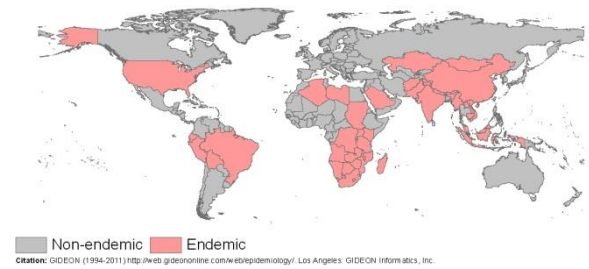 Non-endemic Endemic
Citation: GIDEON (1994-2011) http://web.gideononline.com/web/epidemiology/. Los Angeles: GIDEON Informatics, Inc.